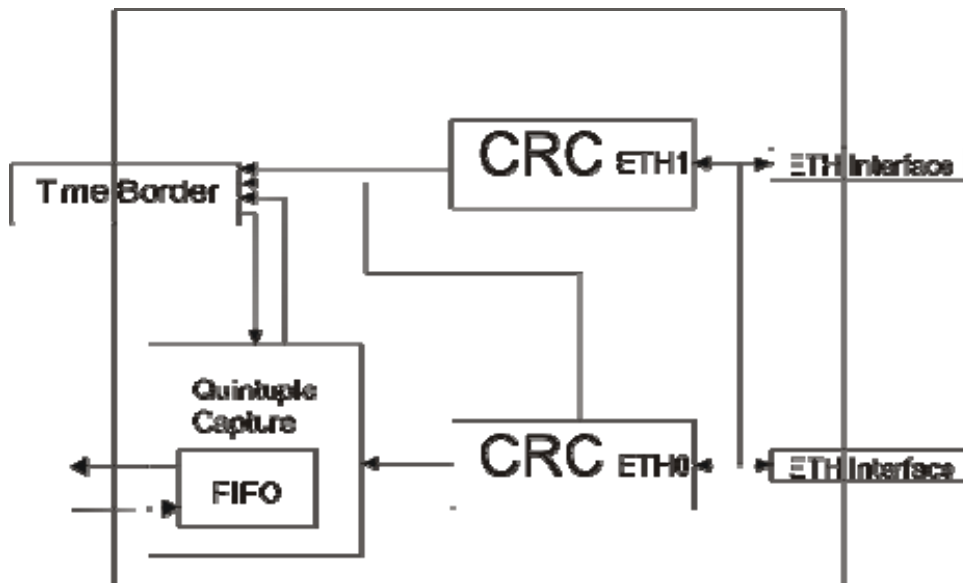 CRC ETH1
ETH Interface
Time Border
Quintuple
Capture
FIFO
CRC ETH0
ETH Interface